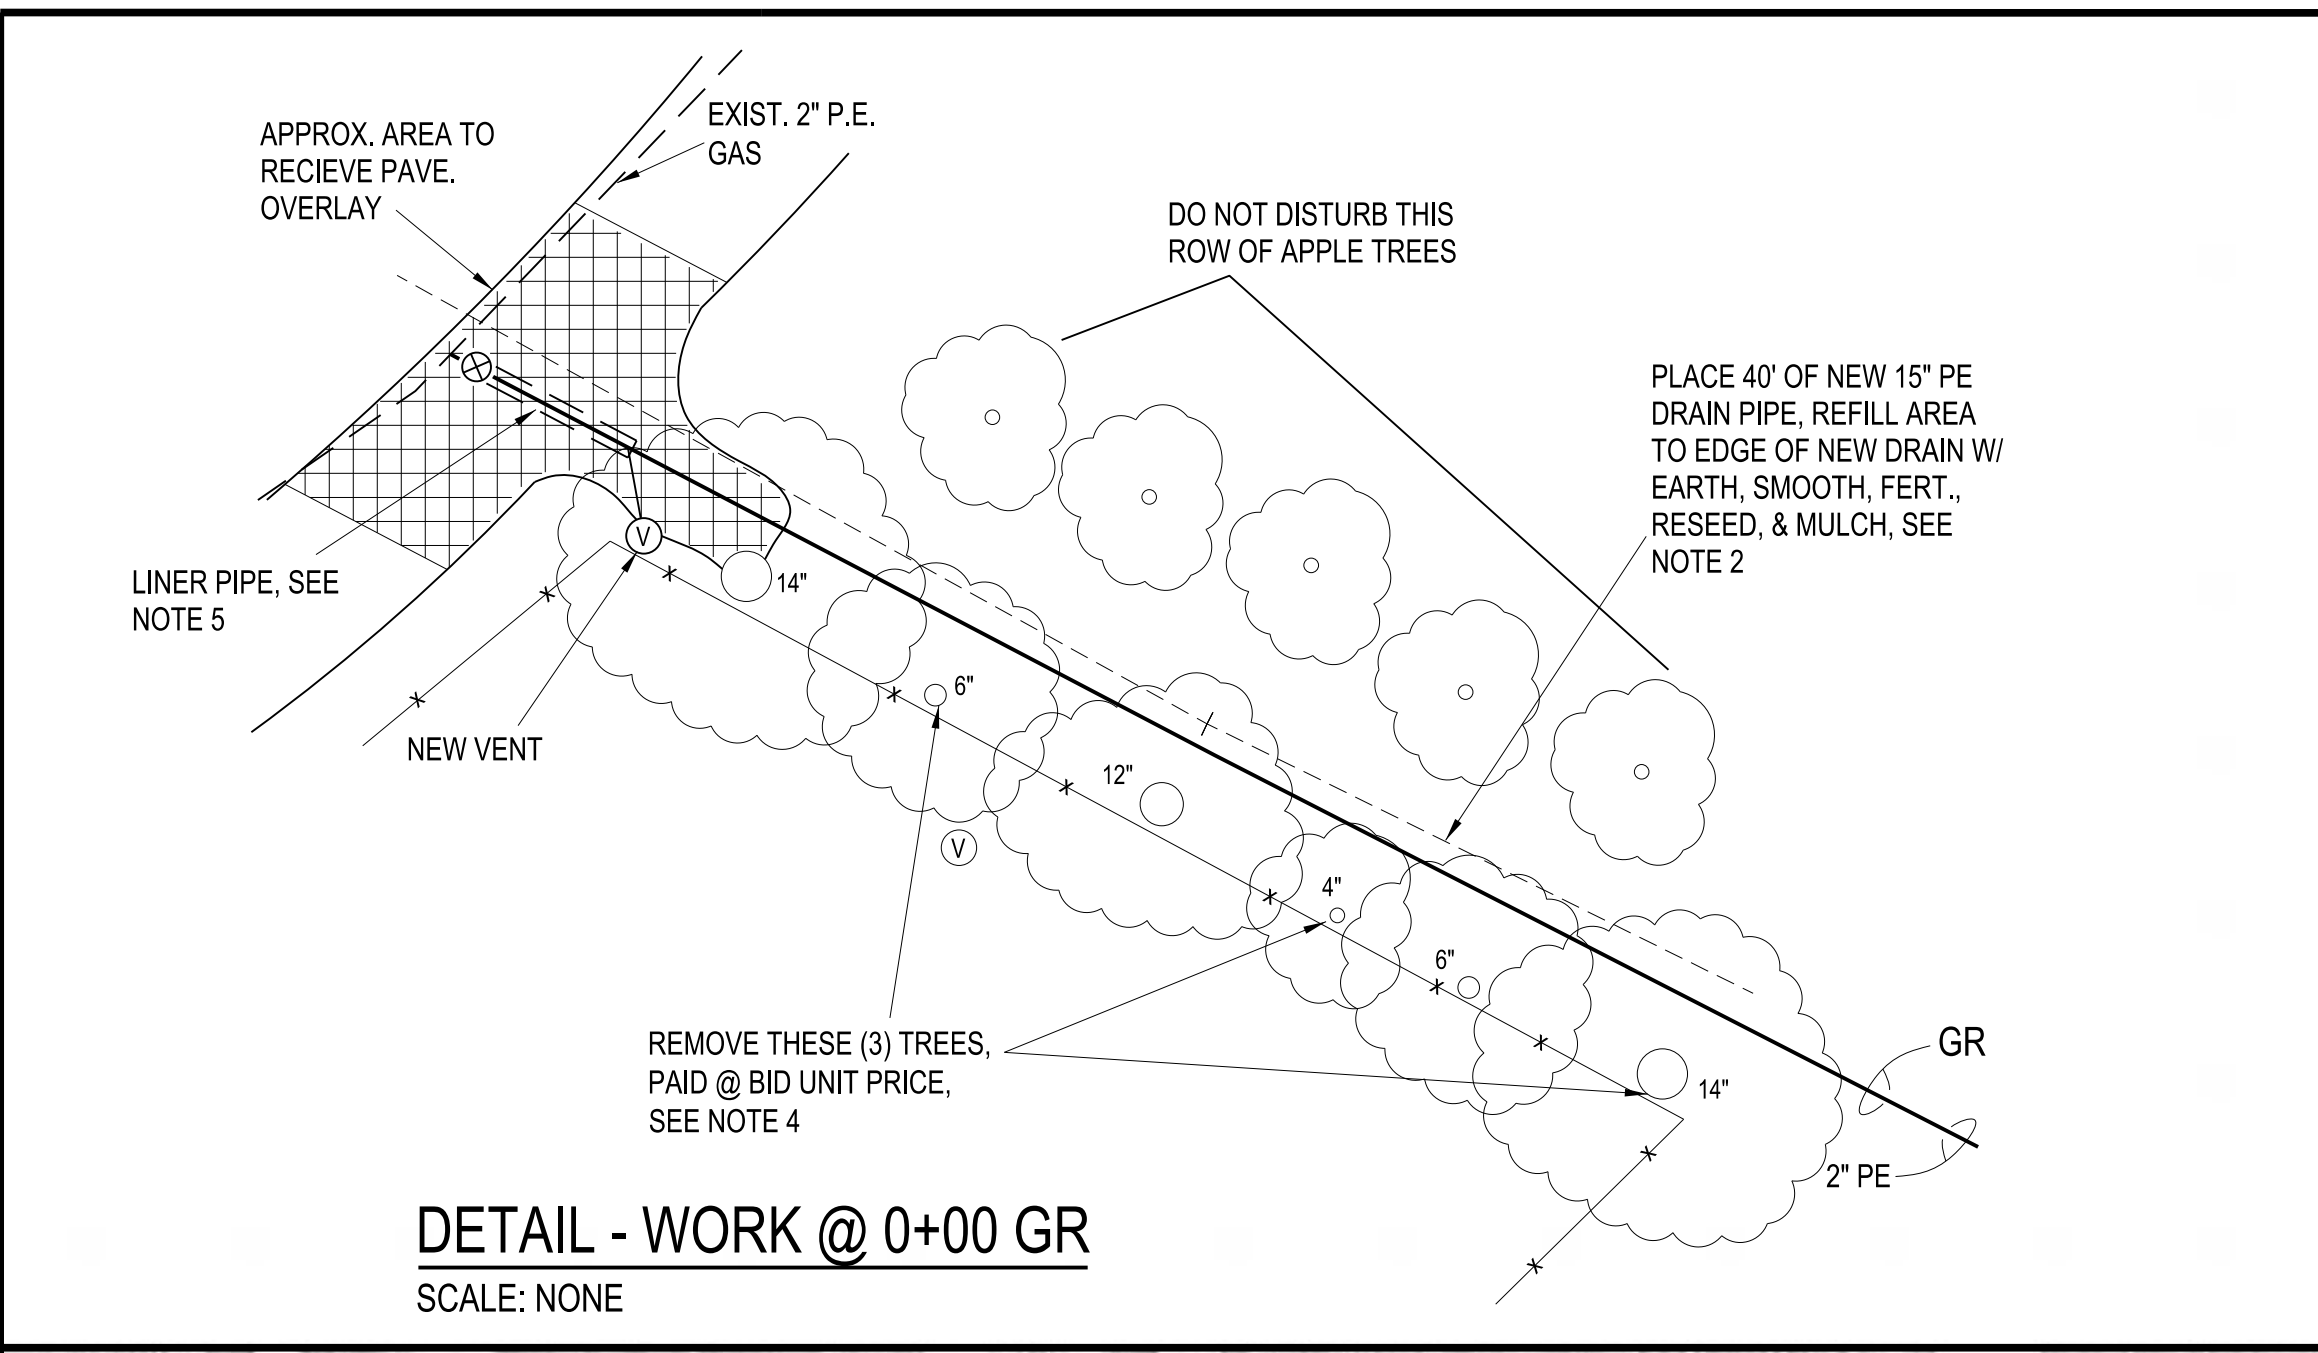 APPROX. AREA TO
RECIEVE PAVE.
OVERLAY
EXIST. 2" P.E.
GAS
DO NOT DISTURB THIS
ROW OF APPLE TREES
PLACE 40' OF NEW 15" PE
DRAIN PIPE, REFILL AREA
TO EDGE OF NEW DRAIN W/
EARTH, SMOOTH, FERT.,
RESEED, & MULCH, SEE
NOTE 2
LINER PIPE, SEE
NOTE 5
V
14"
6"
NEW VENT
12"
V
4"
6"
REMOVE THESE (3) TREES,
PAID @ BID UNIT PRICE,
SEE NOTE 4
14"
GR
2" PE
DETAIL - WORK @ 0+00 GR
SCALE: NONE